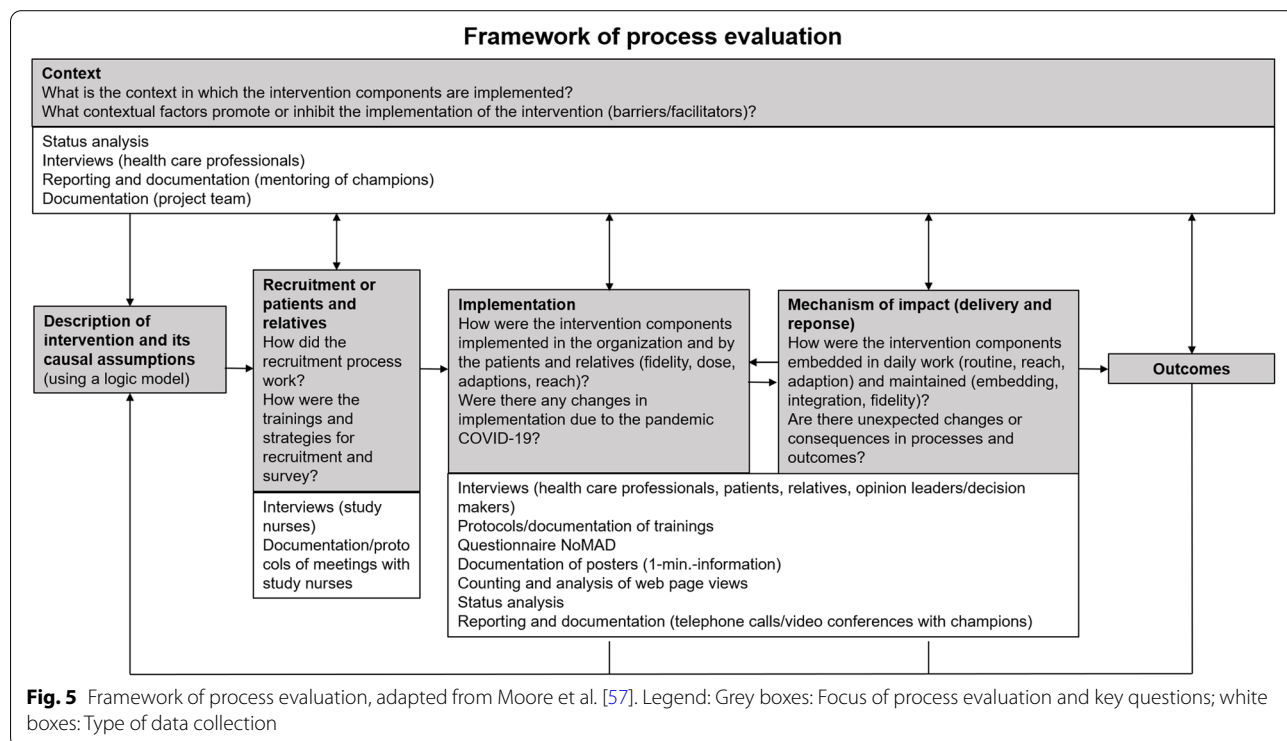 Framework of process evaluation
Context
What is the context in which the intervention components are implemented?
What contextual factors promote or inhibit the implementation of the intervention (barriers/facilitators)?
Status analysis
Interviews (health care professionals)
Reporting and documentation (mentoring of champions)
Documentation (project team)
Description of
intervention and its
causal assumptions
(using a logic model)
Recruitment or
patients and
relatives
How did the
recruitment process
work?
How were the
trainings and
strategies for
recruitment and
survey?
Interviews (study
nurses)
Documentation/proto
cols of meetings with
study nurses
Implementation
How were the intervention components
implemented in the organization and by
the patients and relatives (fidelity, dose,
adaptions, reach)?
Were there any changes in
implementation due to the pandemic
COVID-19?
Mechanism of impact (delivery and
reponse)
How were the intervention components
embedded in daily work (routine, reach,
adaption) and maintained (embedding,
integration, fidelity)?
Are there unexpected changes or
consequences in processes and
outcomes?
Interviews (health care professionals, patients, relatives, opinion leaders/decision
makers)
Protocols/documentation of trainings
Questionnaire NoMAD
Documentation of posters (1-min.-information)
Counting and analysis of web page views
Status analysis
Reporting and documentation (telephone calls/video conferences with champions)
Outcomes
Fig. 5 Framework of process evaluation, adapted from Moore et al. [57]. Legend: Grey boxes: Focus of process evaluation and key questions; white
boxes: Type of data collection